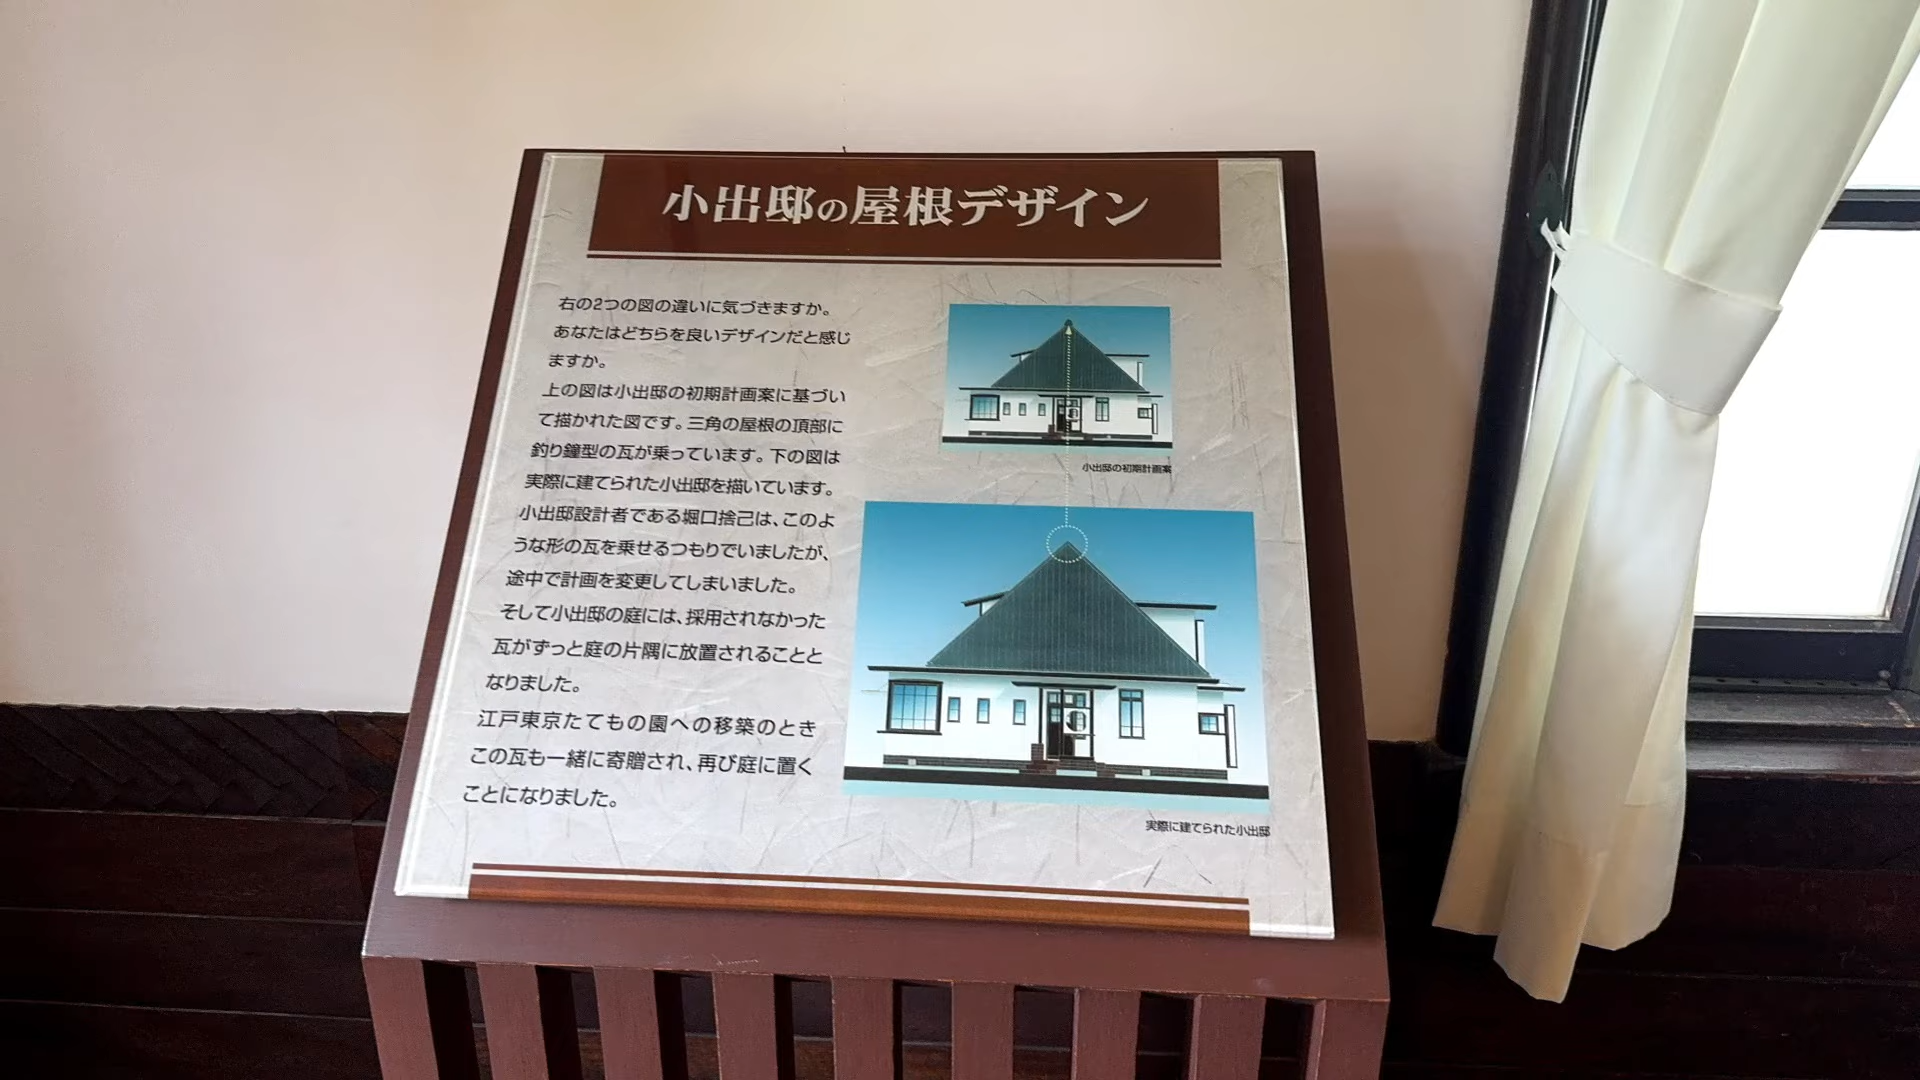 小出邸の屋根デザイン
右の2つの図の違いに気づきますか。
あなたはどちらを良いデザインだと感じ
ますか。
上の図は小出邸の初期計画案に基づい
て描かれた図です。三角の屋根の頂部に
釣り鐘型の瓦が乗っています。下の図は
実際に建てられた小出邸を描いています。
小出邸設計者である堀口捨己は、このよ
うな形の瓦を乗せるつもりでいましたが、
途中で計画を変更してしまいました。
そして小出邸の庭には、採用されなかった
瓦がずっと庭の片隅に放置されることと
なりました。
江戸東京たてもの園への移築のとき
この瓦も一緒に寄贈され、再び庭に置く
ことになりました。
小出邸の初期計画案
実際に建てられた小出邸